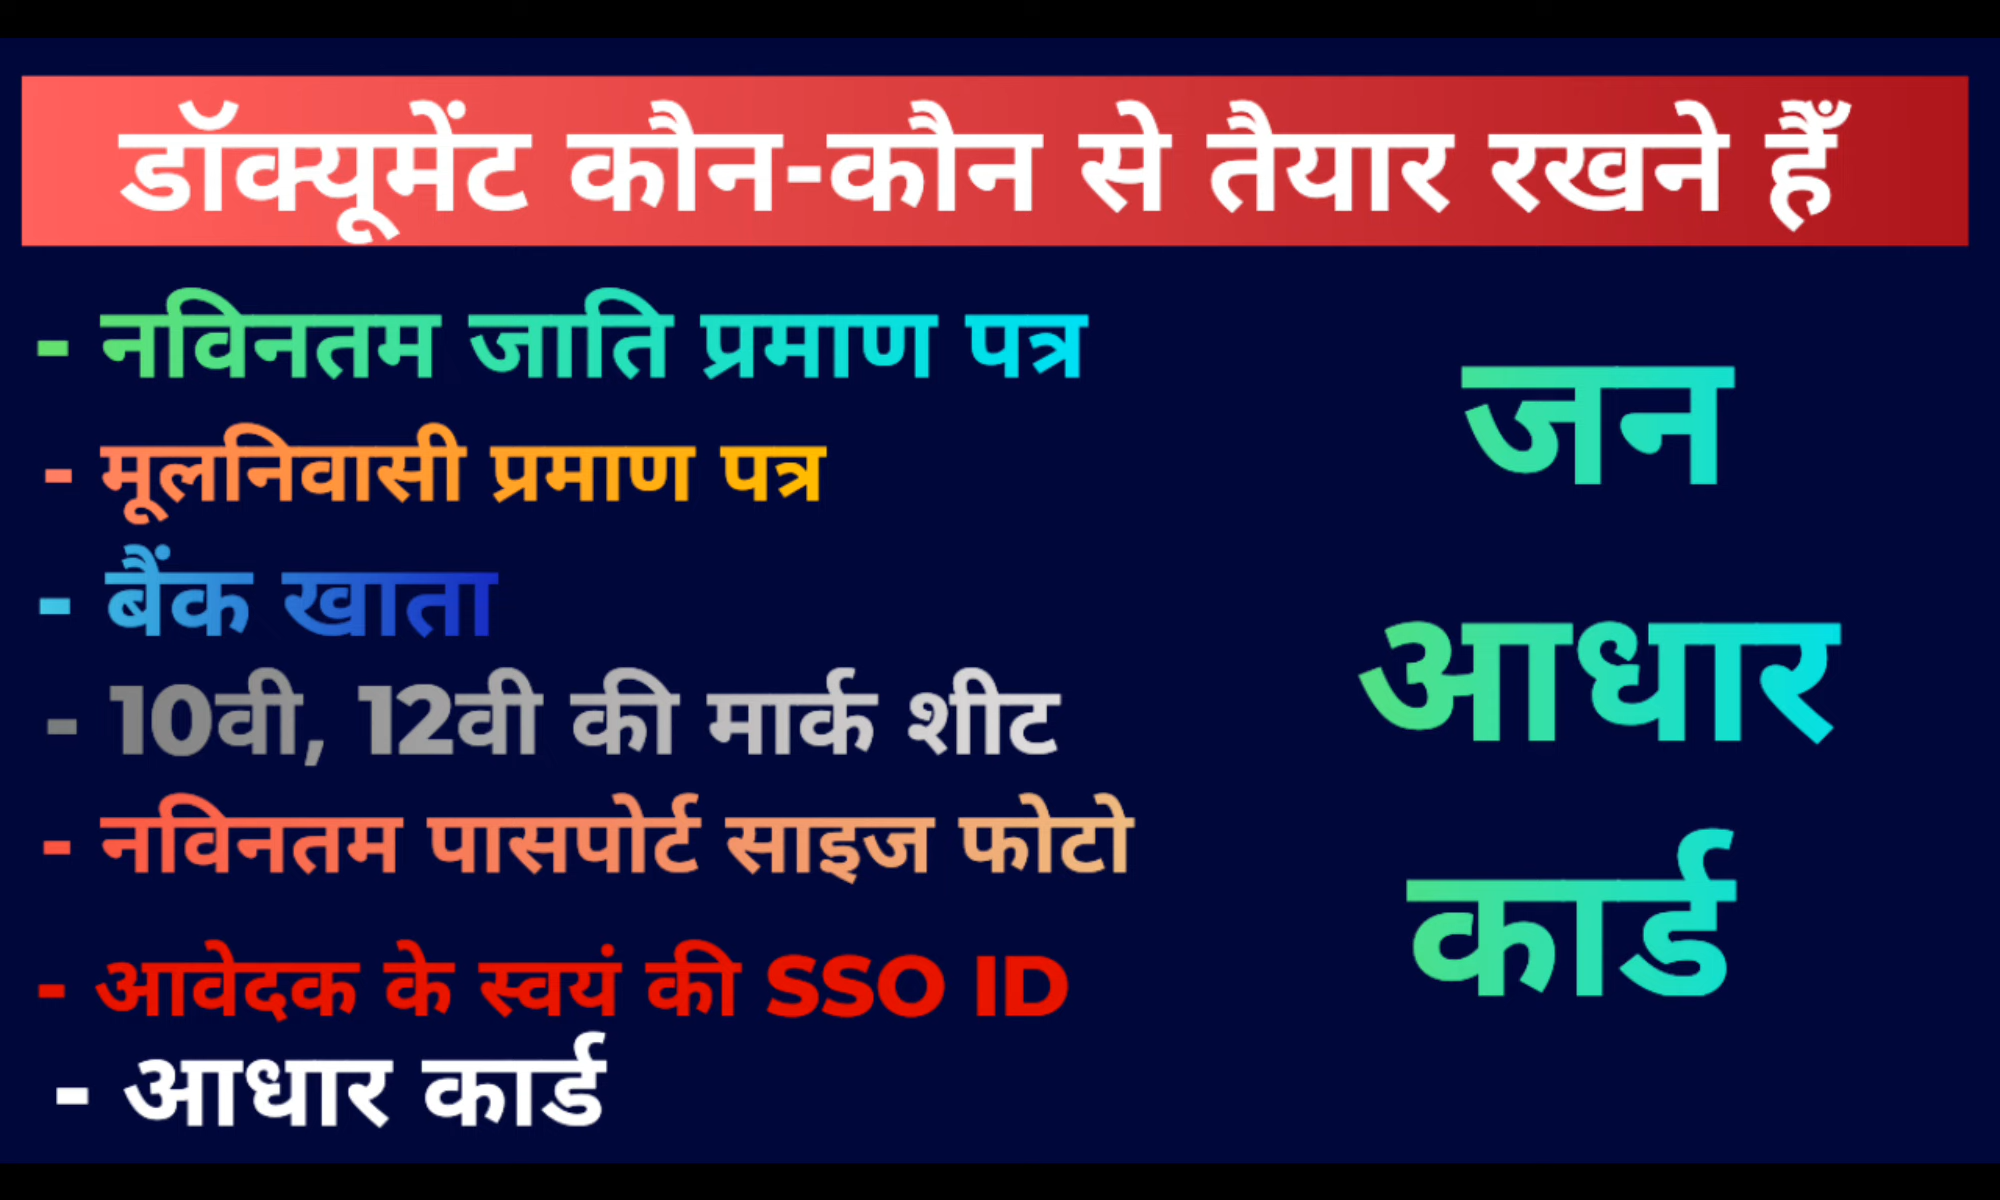 डॉक्यूमेंट कौन-कौन से तैयार रखने हैँ
- नविनतम जाति प्रमाण पत्र
- मूलनिवासी प्रमाण पत्र
- बैंक खाता
- 10वी, 12वी की मार्क शीट
- नविनतम पासपोर्ट साइज फोटो
- आवेदक के स्वयं की SSO ID
- आधार कार्ड
जन
आधार
कार्ड